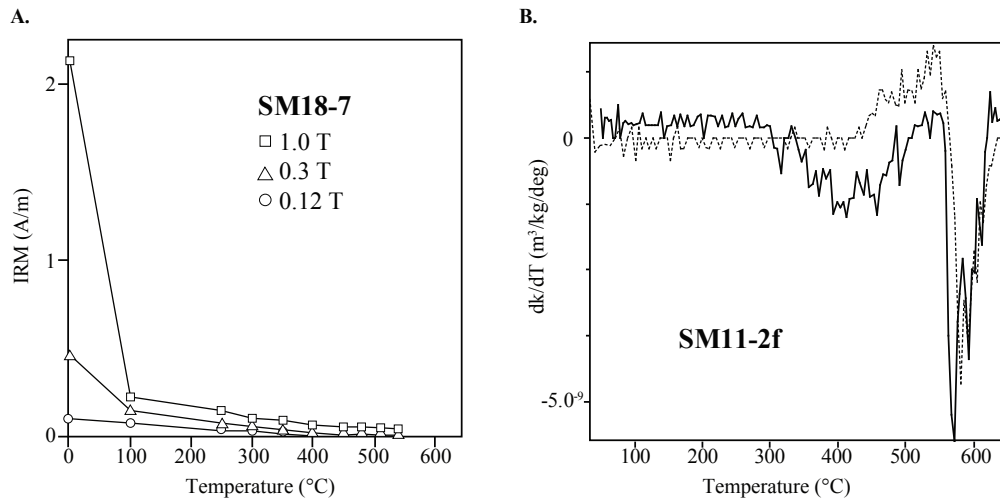 A.
B.
SM18-7
1.0 T
0.3 T
0.12 T
IRM (A/m)
2
1
0
0 100 200 300 400 500 600
Temperature (°C)
SM11-2f
dk/dT (m³/kg/deg)
0
-5.0⁻⁹
100 200 300 400 500 600
Temperature (°C)